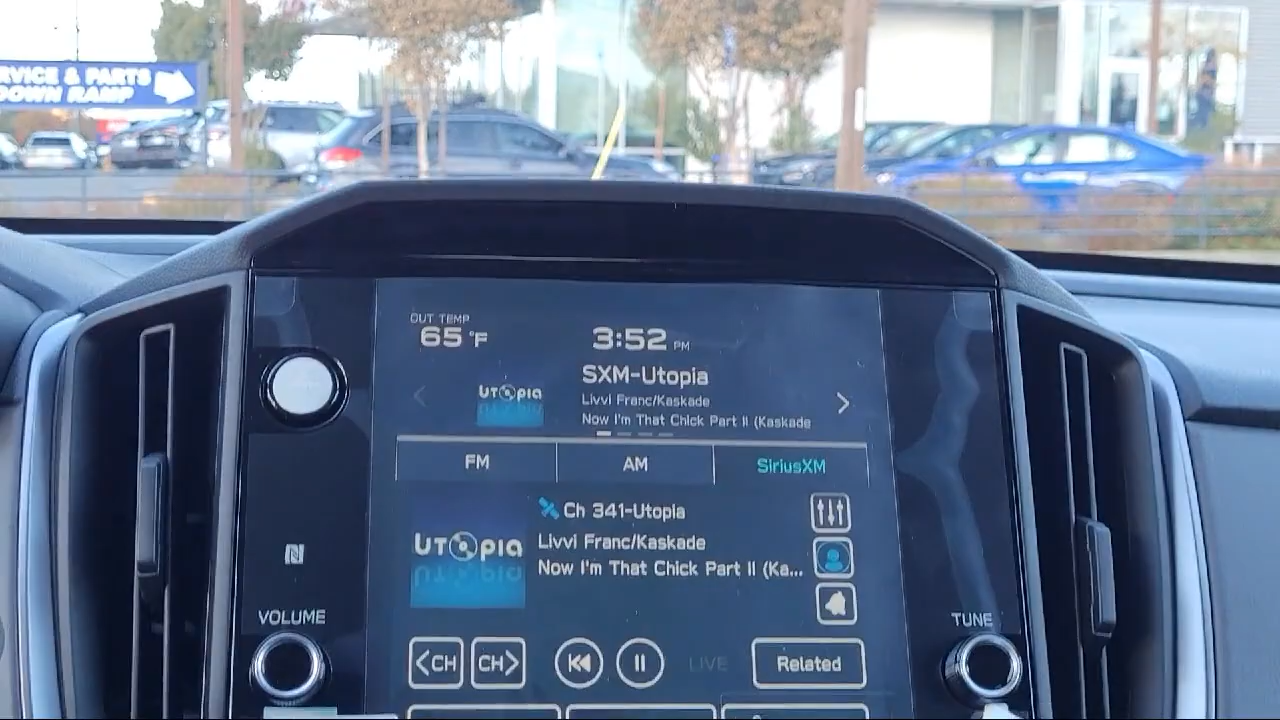 RVICE & PARTS
DOWN RAMP
OUT TEMP
65 °F
3:52 PM
UTOPIA
SXM-Utopia
Livvi Franc/Kaskade
Now I'm That Chick Part II (Kaskade
FM
AM
SiriusXM
UTOPIA
Ch 341-Utopia
Livvi Franc/Kaskade
Now I'm That Chick Part II (Ka...
VOLUME
TUNE
<CH
CH>
LIVE
Related